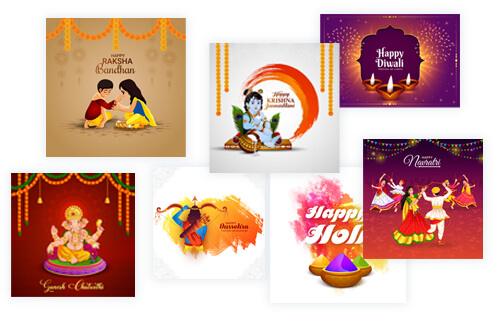 HAPPY
RAKSHA
Bandhan
Happy
KRISHNA
Janmashtami
Happy
Diwali
Ganesh Chaturthi
HAPPY
Dussehra
Happy
Holi
HAPPY
Navratri